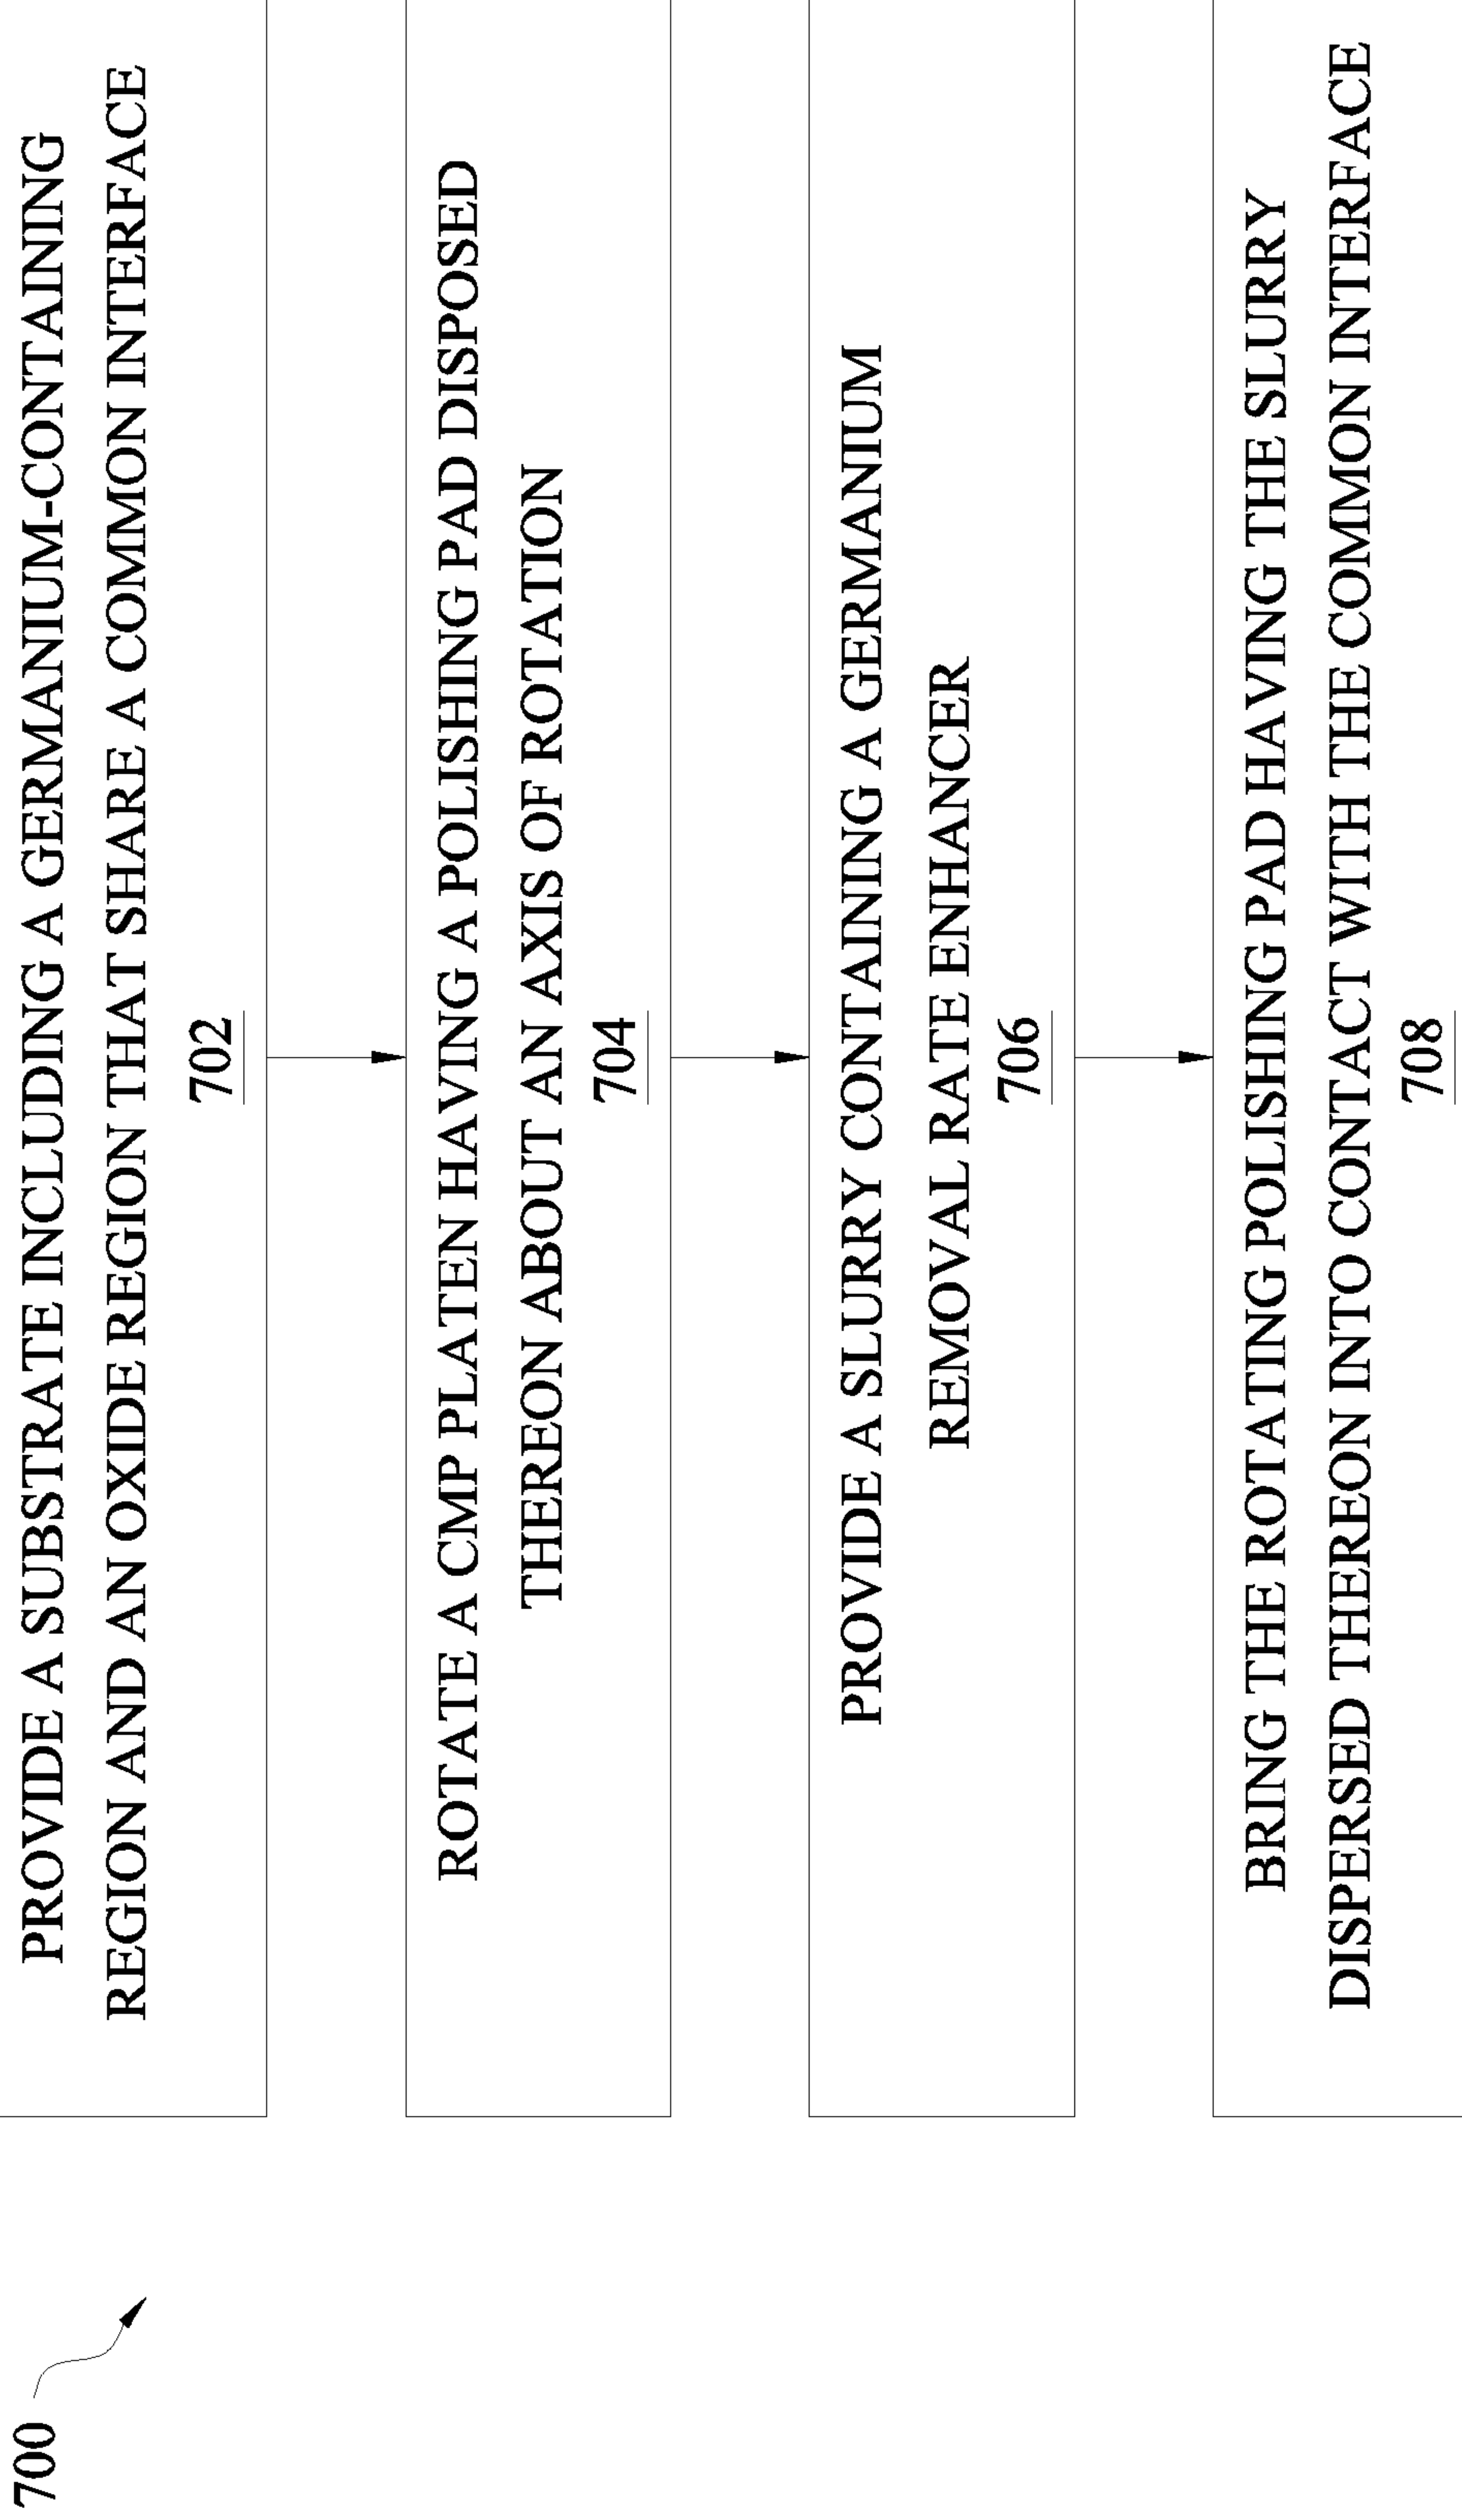 700
PROVIDE A SUBSTRATE INCLUDING A GERMANIUM-CONTAINING
REGION AND AN OXIDE REGION THAT SHARE A COMMON INTERFACE
702
ROTATE A CMP PLATEN HAVING A POLISHING PAD DISPOSED
THEREON ABOUT AN AXIS OF ROTATION
704
PROVIDE A SLURRY CONTAINING A GERMANIUM
REMOVAL RATE ENHANCER
706
BRING THE ROTATING POLISHING PAD HAVING THE SLURRY
DISPERSED THEREON INTO CONTACT WITH THE COMMON INTERFACE
708